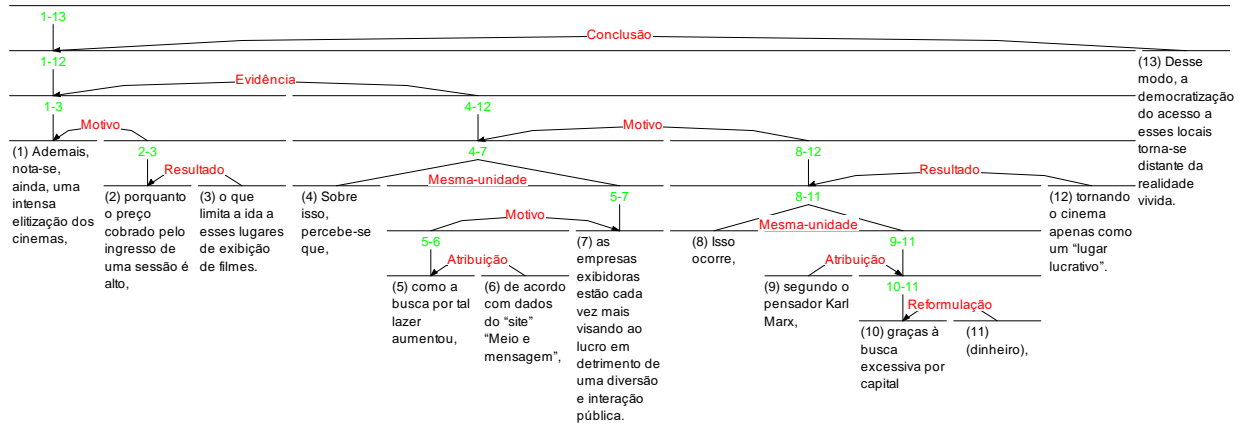 1-13
Conclusão
1-12
Evidência
1-3
4-12
Motivo
Motivo
2-3
4-7
8-12
Resultado
Mesma-unidade
Resultado
5-7
8-11
Motivo
Mesma-unidade
5-6
9-11
Atribuição
Atribuição
10-11
Reformulação
(1) Ademais,
nota-se,
ainda, uma
intensa
elitização dos
cinemas,
(2) porquanto
o preço
cobrado pelo
ingresso de
uma sessão é
alto,
(3) o que
limita a ida a
esses lugares
de exibição
de filmes.
(4) Sobre
isso,
percebe-se
que,
(5) como a
busca por tal
lazer
aumentou,
(6) de acordo
com dados
do “site”
“Meio e
mensagem”,
(7) as
empresas
exibidoras
estão cada
vez mais
visando ao
lucro em
detrimento de
uma diversão
e interação
pública.
(8) Isso
ocorre,
(9) segundo o
pensador Karl
Marx,
(10) graças à
busca
excessiva por
capital
(11)
(dinheiro),
(12) tornando
o cinema
apenas como
um “lugar
lucrativo”.
(13) Desse
modo, a
democratização
do acesso a
esses locais
torna-se
distante da
realidade
vivida.